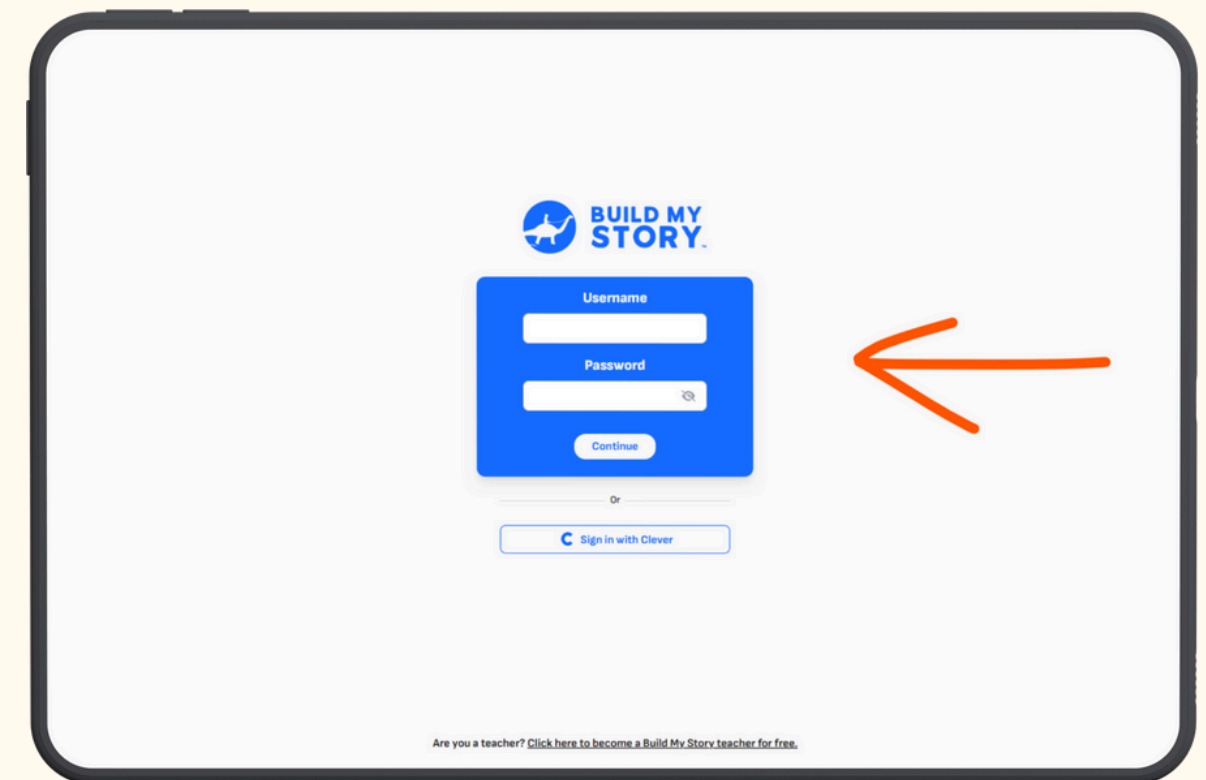 BUILD MY
STORY™
Username
Password
Continue
Or
Sign in with Clever
Are you a teacher? Click here to become a Build My Story teacher for free.